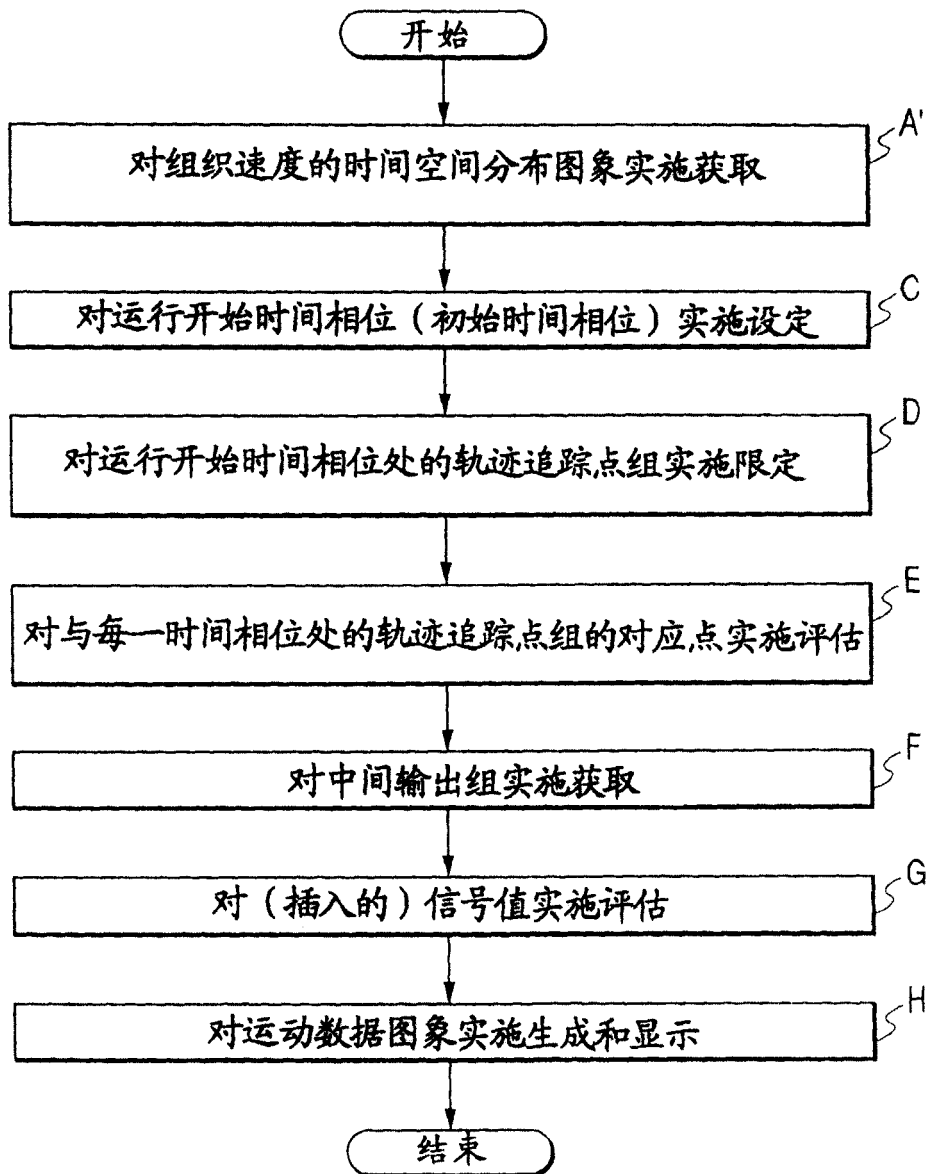 开始
A'
对组织速度的时间空间分布图象实施获取
C
对运行开始时间相位（初始时间相位）实施设定
D
对运行开始时间相位处的轨迹追踪点组实施限定
E
对与每一时间相位处的轨迹追踪点组的对应点实施评估
F
对中间输出组实施获取
G
对（插入的）信号值实施评估
H
对运动数据图象实施生成和显示
结束